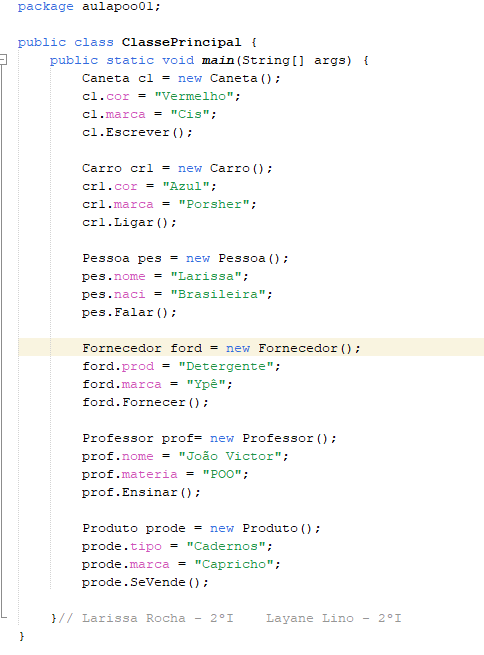 package aulapoo01;
public class ClassePrincipal {
public static void main(String[] args) {
Caneta c1 = new Caneta();
c1.cor = "Vermelho";
c1.marca = "Cis";
c1.Escrever();
Carro cr1 = new Carro();
cr1.cor = "Azul";
cr1.marca = "Porsher";
cr1.Ligar();
Pessoa pes = new Pessoa();
pes.nome = "Larissa";
pes.naci = "Brasileira";
pes.Falar();
Fornecedor ford = new Fornecedor();
ford.prod = "Detergente";
ford.marca = "Ypê";
ford.Fornecer();
Professor prof= new Professor();
prof.nome = "João Victor";
prof.materia = "POO";
prof.Ensinar();
Produto prode = new Produto();
prode.tipo = "Cadernos";
prode.marca = "Capricho";
prode.SeVende();
}// Larissa Rocha - 2°I    Layane Lino - 2°I
}